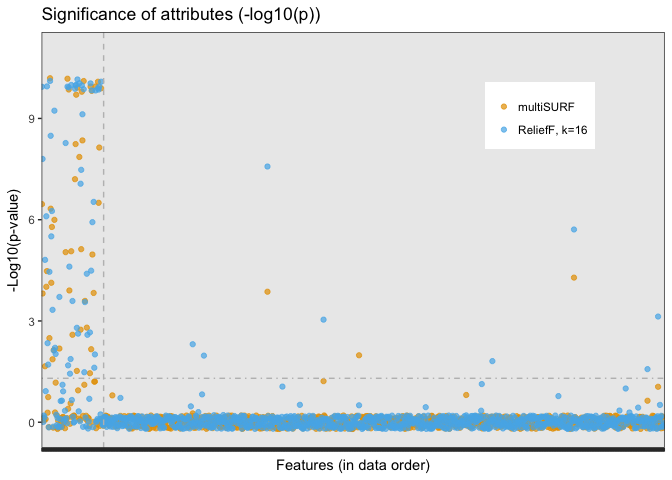 Significance of attributes (-log10(p))
multiSURF
ReliefF, k=16
9
6
3
0
-Log10(p-value)
Features (in data order)